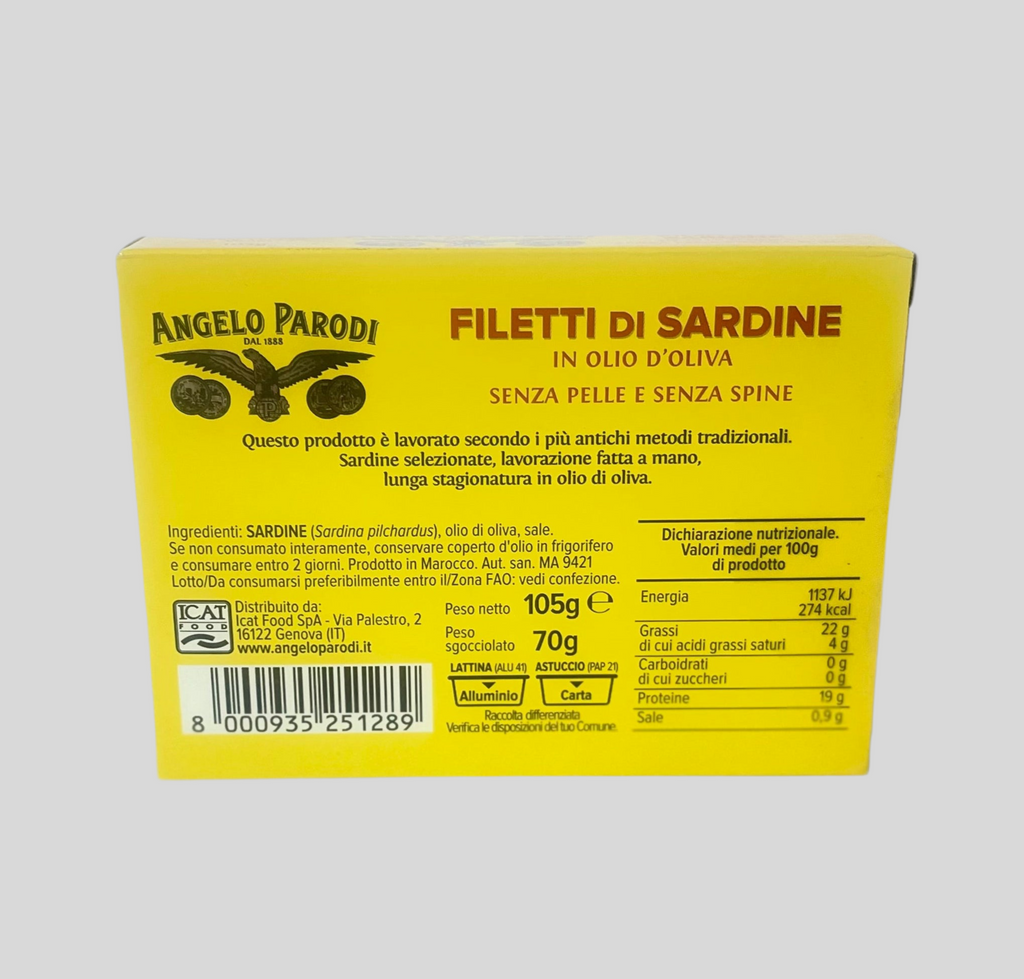 ANGELO PARODI
DAL 1888
FILETTI DI SARDINE
IN OLIO D'OLIVA
SENZA PELLE E SENZA SPINE
Questo prodotto è lavorato secondo i più antichi metodi tradizionali.
Sardine selezionate, lavorazione fatta a mano,
lunga stagionatura in olio di oliva.
Ingredienti: SARDINE (Sardina pilchardus), olio di oliva, sale.
Se non consumato interamente, conservare coperto d'olio in frigorifero
e consumare entro 2 giorni. Prodotto in Marocco. Aut. san. MA 9421
Lotto/Da consumarsi preferibilmente entro il/Zona FAO: vedi confezione.
ICAT
FOOD
Distribuito da:
Icat Food SpA - Via Palestro, 2
16122 Genova (IT)
www.angeloparodi.it
8 000935 251289
Peso netto 105g e
Peso
sgocciolato 70g
LATTINA (ALU 41) ASTUCCIO (PAP 21)
Alluminio Carta
Raccolta differenziata
Verifica le disposizioni del tuo Comune.
Dichiarazione nutrizionale.
Valori medi per 100g
di prodotto
Energia 1137 kJ
274 kcal
Grassi 22 g
di cui acidi grassi saturi 4 g
Carboidrati 0 g
di cui zuccheri 0 g
Proteine 19 g
Sale 0,9 g